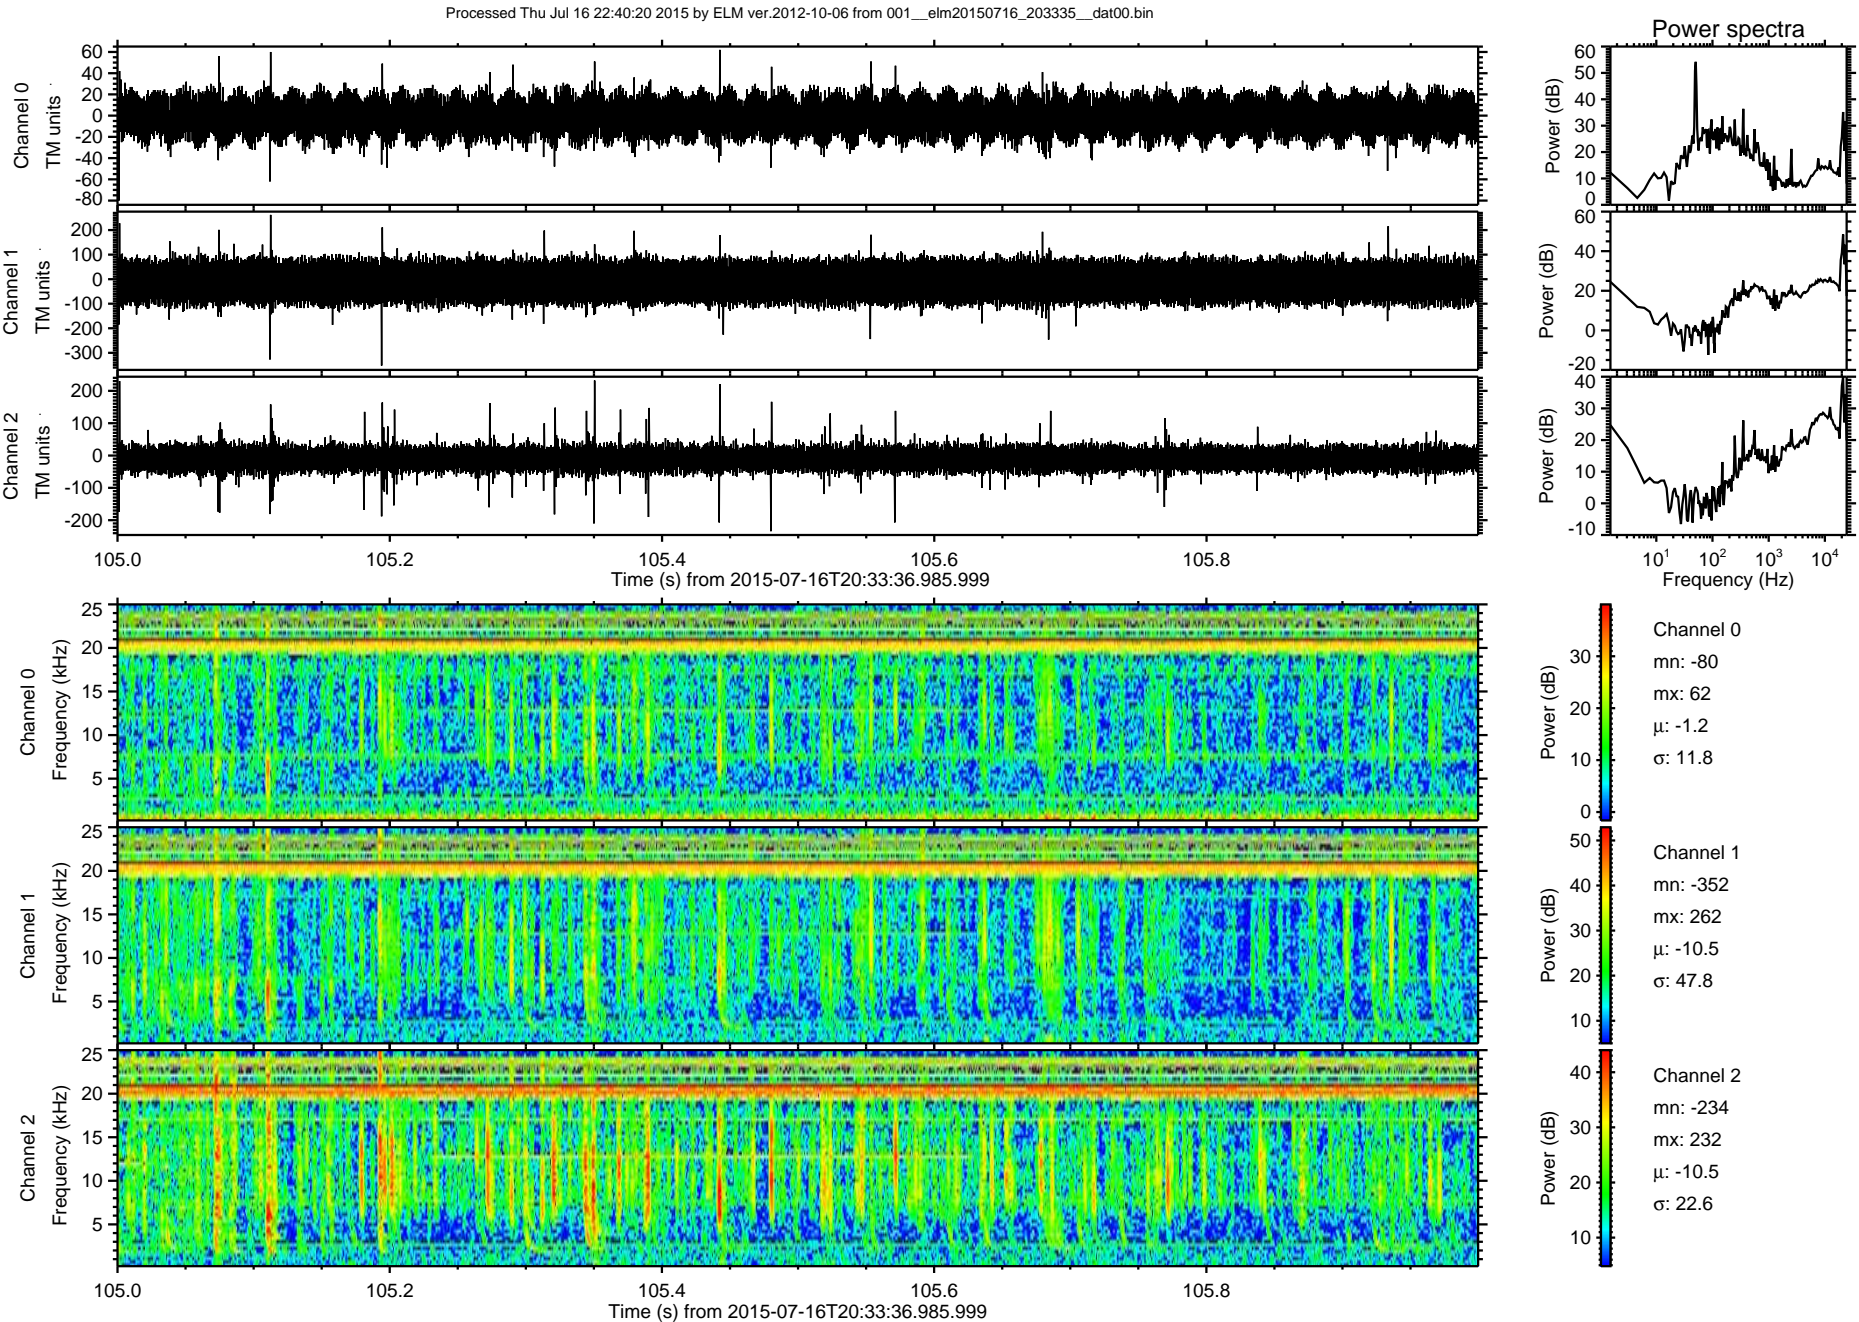 Processed Thu Jul 16 22:40:20 2015 by ELM ver.2012-10-06 from 001__elm20150716_203335__dat00.bin
Power spectra
Channel 0
TM units
60
40
20
0
-20
-40
-60
-80
Power (dB)
60
50
40
30
20
10
0
Channel 1
TM units
200
100
0
-100
-200
-300
Power (dB)
60
40
20
0
-20
Channel 2
TM units
200
100
0
-100
-200
Power (dB)
40
30
20
10
0
-10
105.0 105.2 105.4 105.6 105.8
Time (s) from 2015-07-16T20:33:36.985.999
10^1 10^2 10^3 10^4
Frequency (Hz)
Channel 0
Frequency (kHz)
25
20
15
10
5
Power (dB)
30
20
10
0
Channel 0
mn: -80
mx: 62
μ: -1.2
σ: 11.8
Channel 1
Frequency (kHz)
25
20
15
10
5
Power (dB)
50
40
30
20
10
Channel 1
mn: -352
mx: 262
μ: -10.5
σ: 47.8
Channel 2
Frequency (kHz)
25
20
15
10
5
Power (dB)
40
30
20
10
Channel 2
mn: -234
mx: 232
μ: -10.5
σ: 22.6
105.0 105.2 105.4 105.6 105.8
Time (s) from 2015-07-16T20:33:36.985.999